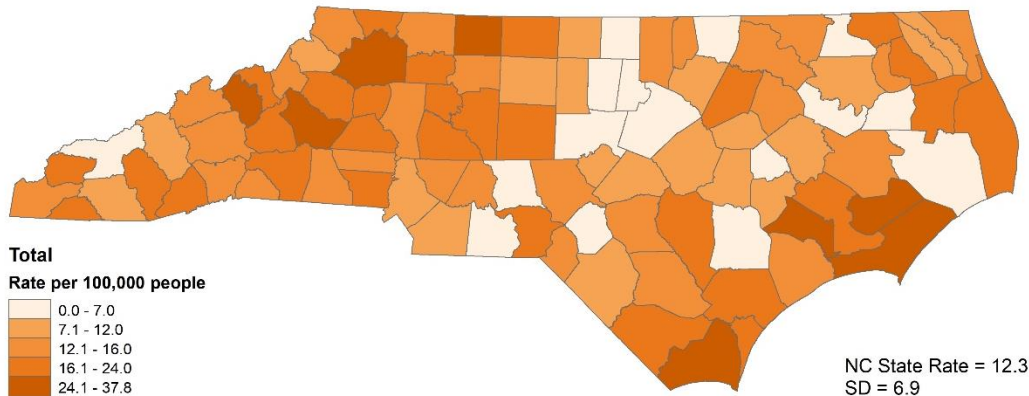 Total
Rate per 100,000 people
0.0 - 7.0
7.1 - 12.0
12.1 - 16.0
16.1 - 24.0
24.1 - 37.8
NC State Rate = 12.3
SD = 6.9